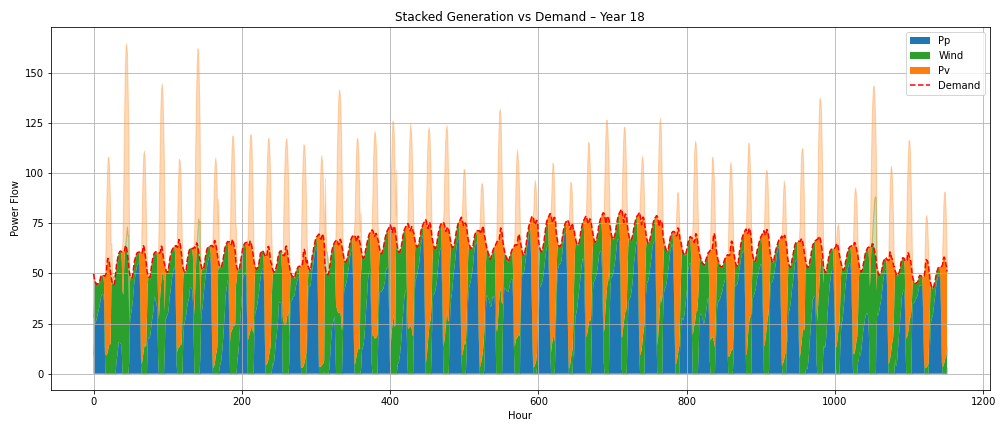 Stacked Generation vs Demand – Year 18
Pp
Wind
Pv
Demand
Power Flow
150
125
100
75
50
25
0
0 200 400 600 800 1000 1200
Hour